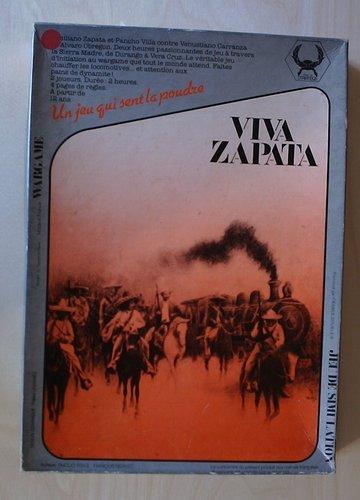 miliano Zapata et Pancho Villa contre Venustiano Carranza
Alvaro Obregon. Deux heures passionnantes de jeu à travers
la Sierra Madre, de Durango à Vera Cruz. Le véritable jeu
d'initiation au wargame que tout le monde attend. Faites
chauffer les locomotives... et attention aux
pains de dynamite!
2 joueurs. Durée: 2 heures.
4 pages de règles.
A partir de
12 ans
Un jeu qui sent la poudre
VIVA
ZAPATA
WARGAME
JEU DE SIMULATION